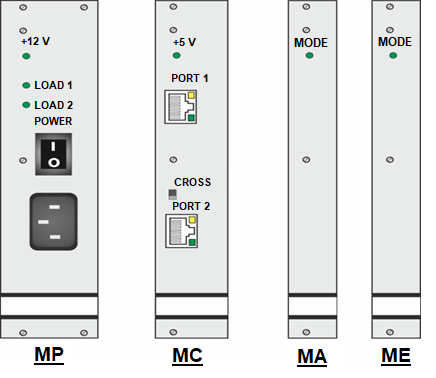 +12 V
LOAD 1
LOAD 2
POWER
I
O
MP
+5 V
PORT 1
CROSS
PORT 2
MC
MODE
MA
MODE
ME